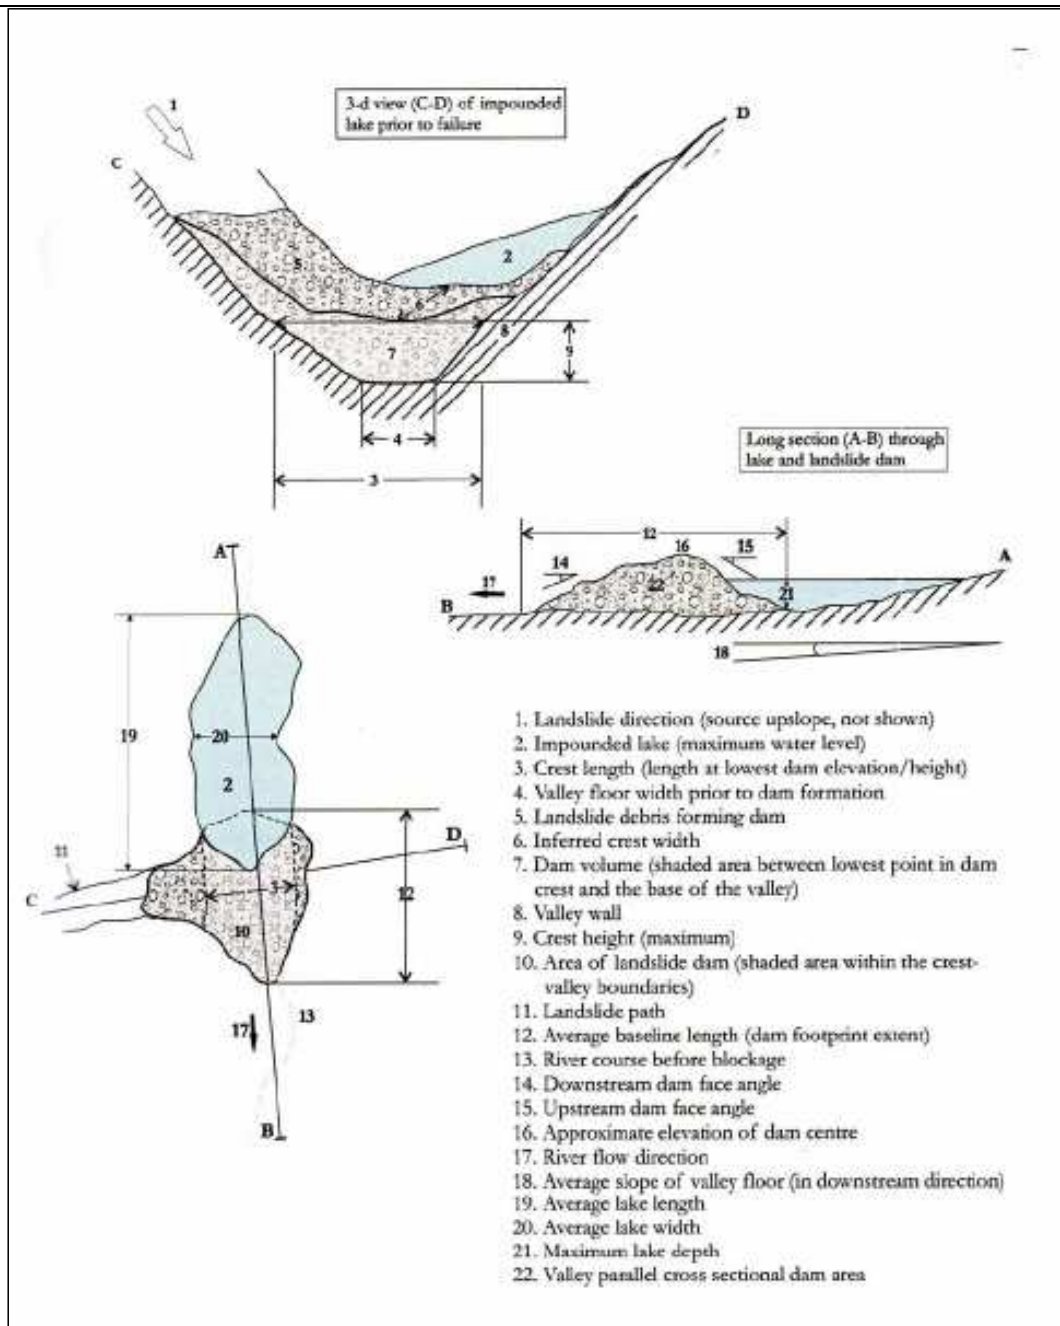 1
3-d view (C-D) of impounded
lake prior to failure
D
C
2
5
6
8
7
9
4
3
Long section (A-B) through
lake and landslide dam
12
16
15
14
A
17
22
21
B
18
A
19
20
2
D
11
3
12
C
10
13
17
B
1. Landslide direction (source upslope, not shown)
2. Impounded lake (maximum water level)
3. Crest length (length at lowest dam elevation/height)
4. Valley floor width prior to dam formation
5. Landslide debris forming dam
6. Inferred crest width
7. Dam volume (shaded area between lowest point in dam
crest and the base of the valley)
8. Valley wall
9. Crest height (maximum)
10. Area of landslide dam (shaded area within the crest-
valley boundaries)
11. Landslide path
12. Average baseline length (dam footprint extent)
13. River course before blockage
14. Downstream dam face angle
15. Upstream dam face angle
16. Approximate elevation of dam centre
17. River flow direction
18. Average slope of valley floor (in downstream direction)
19. Average lake length
20. Average lake width
21. Maximum lake depth
22. Valley parallel cross sectional dam area